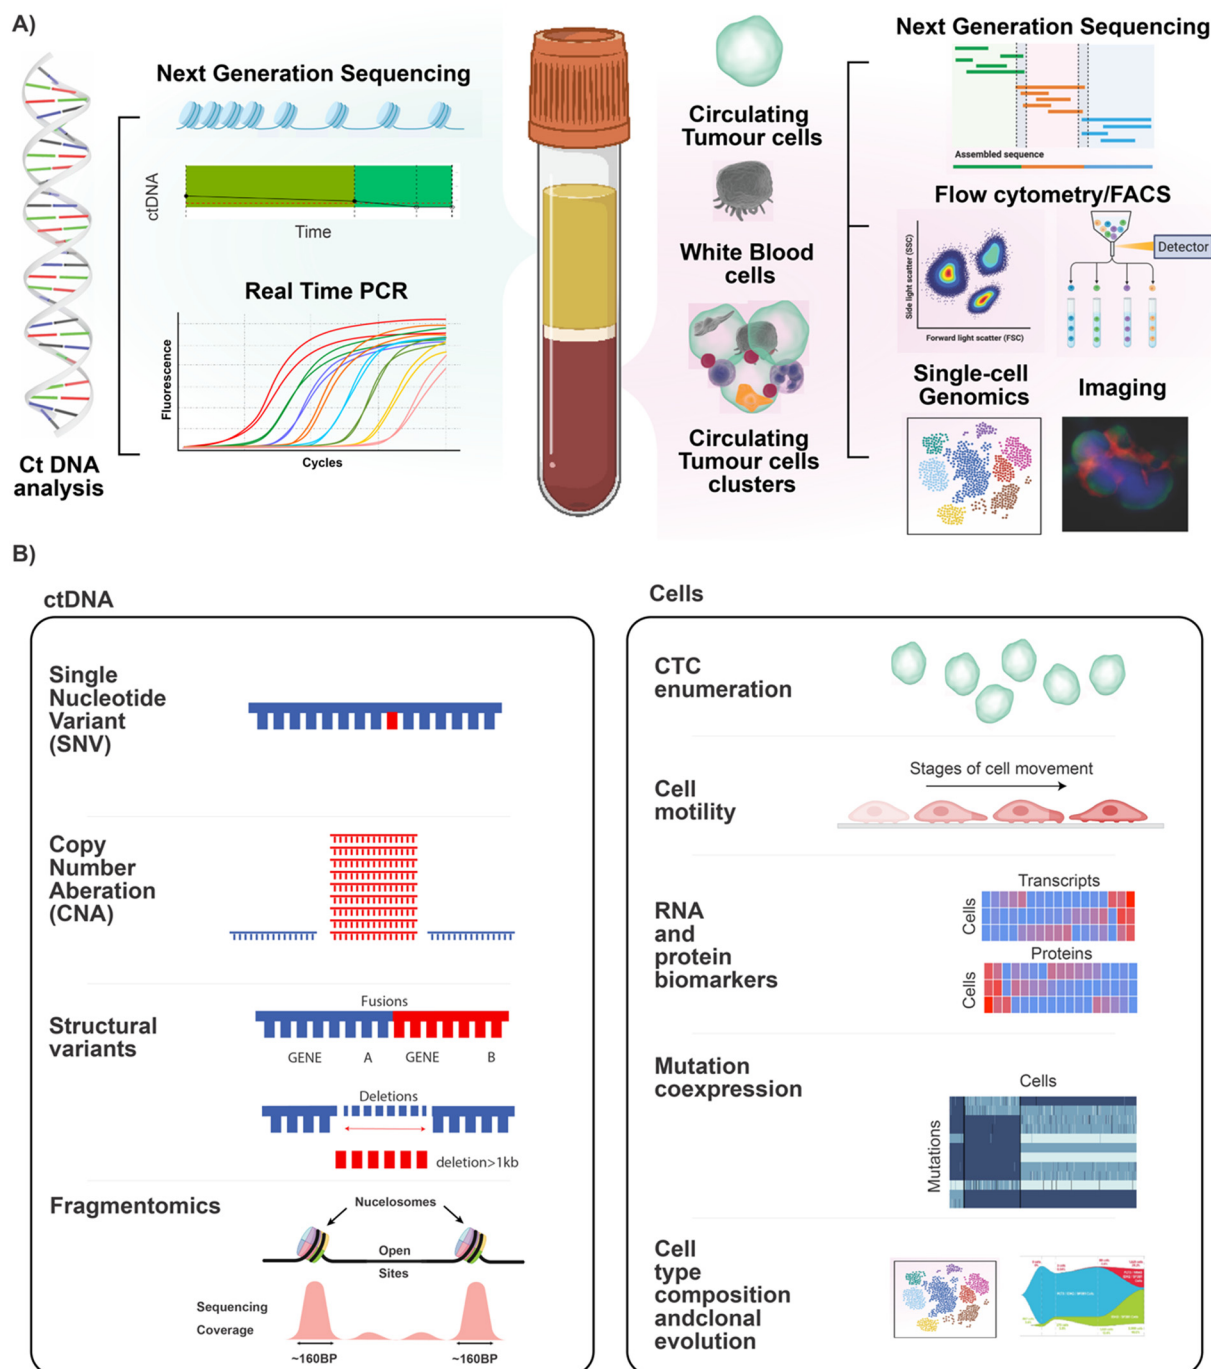 A)
Next Generation Sequencing
ctDNA
Time
Real Time PCR
Fluorescence
Cycles
Ct DNA
analysis
Circulating
Tumour cells
White Blood
cells
Circulating
Tumour cells
clusters
Next Generation Sequencing
Assembled sequence
Flow cytometry/FACS
Side light scatter (SSC)
Forward light scatter (FSC)
Detector
Single-cell
Genomics
Imaging
B)
ctDNA
Single
Nucleotide
Variant
(SNV)
Copy
Number
Aberation
(CNA)
Structural
variants
Fusions
GENE A GENE B
Deletions
deletion>1kb
Fragmentomics
Nucelosomes
Open
Sites
Sequencing
Coverage
~160BP ~160BP
Cells
CTC
enumeration
Cell
motility
Stages of cell movement
RNA
and
protein
biomarkers
Transcripts
Cells
Proteins
Cells
Mutation
coexpression
Cells
Mutations
Cell
type
composition
andclonal
evolution